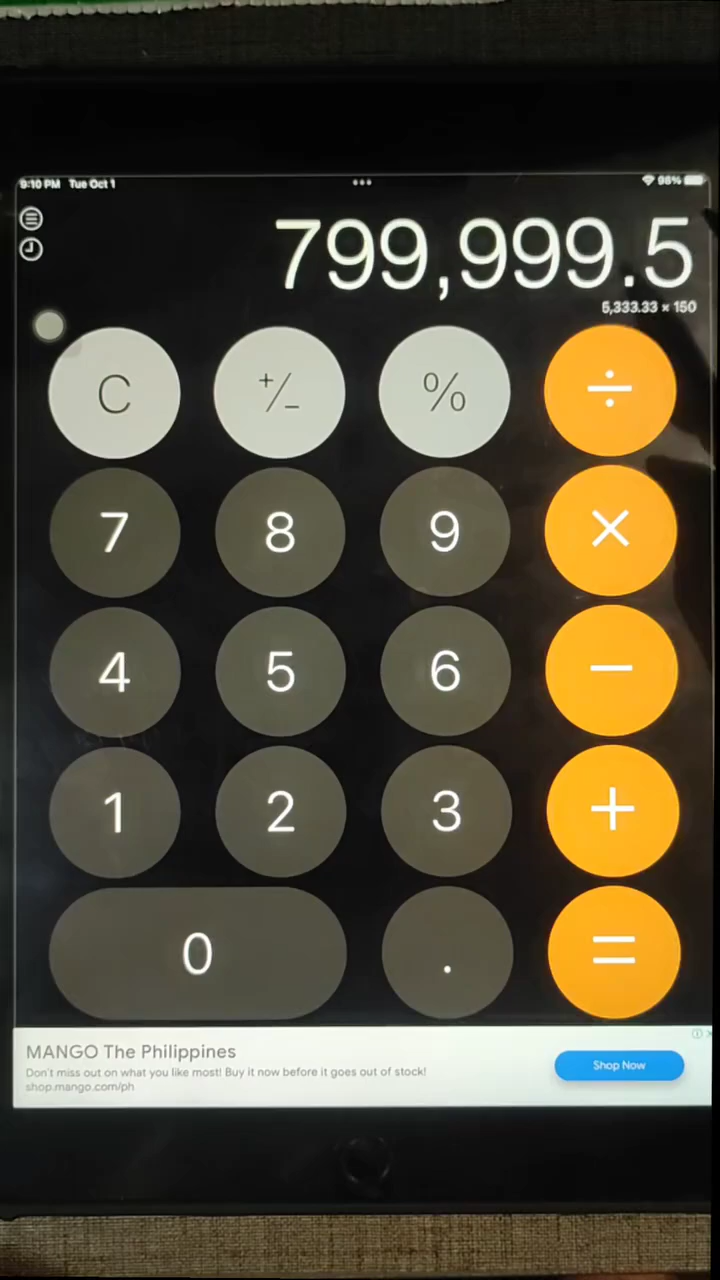 9:10 PM Tue Oct 1 98%
799,999.5
5,333.33 × 150
C +/− % ÷
7 8 9 ×
4 5 6 −
1 2 3 +
0 . =
MANGO The Philippines
Don't miss out on what you like most! Buy it now before it goes out of stock!
shop.mango.com/ph
Shop Now